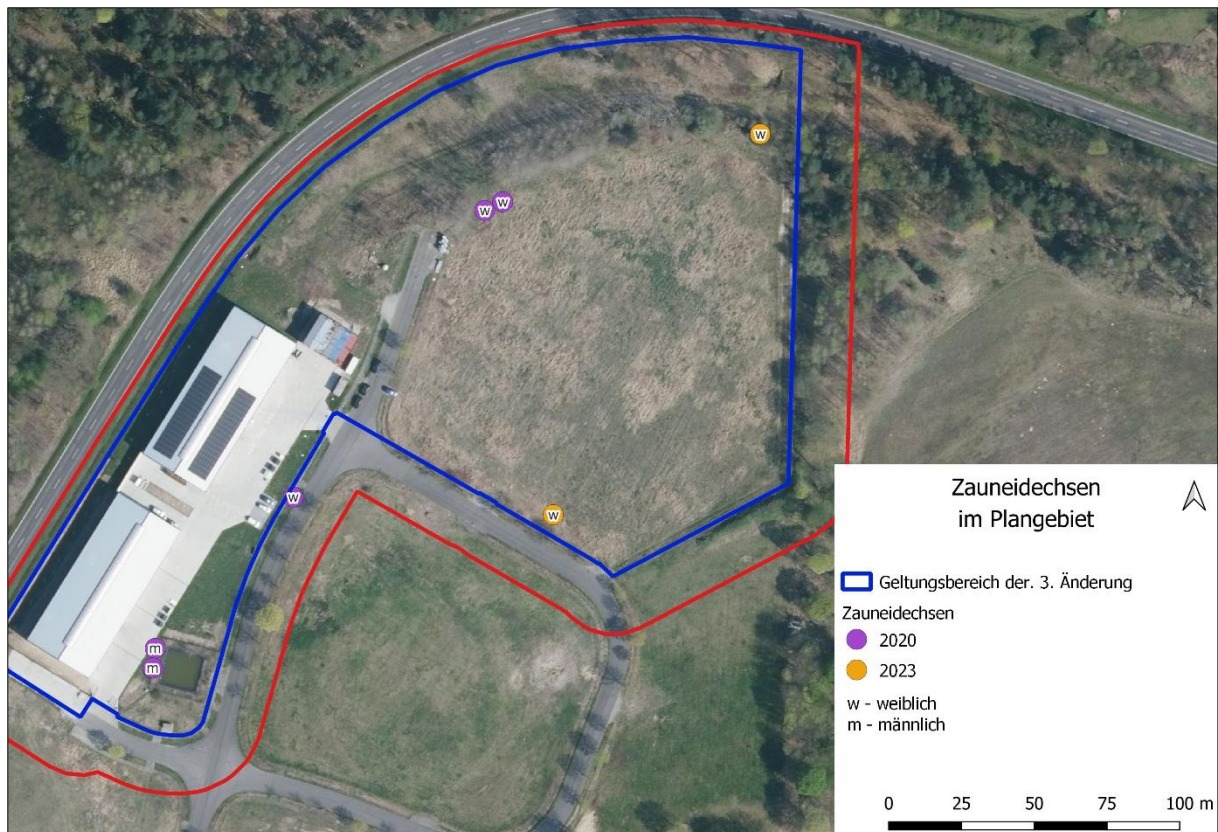 w
w w
w
w
m
m
Zauneidechsen
im Plangebiet
Geltungsbereich der. 3. Änderung
Zauneidechsen
2020
2023
w - weiblich
m - männlich
0 25 50 75 100 m